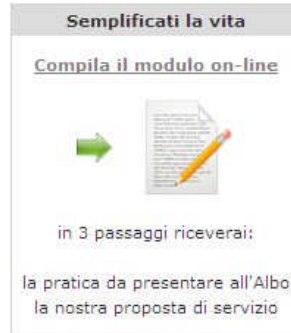 Semplificati la vita
Compila il modulo on-line
in 3 passaggi riceverai:
la pratica da presentare all'Albo
la nostra proposta di servizio